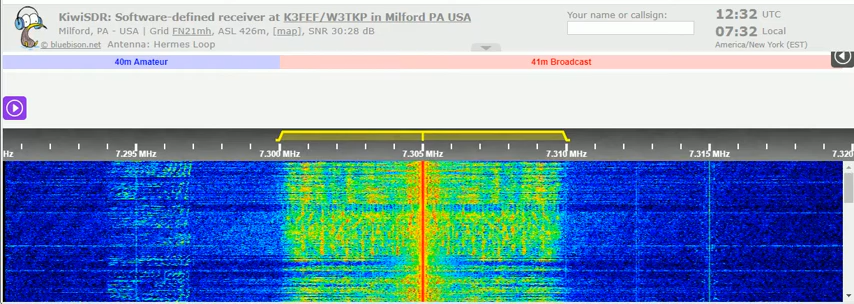 KiwiSDR: Software-defined receiver at K3FEF/W3TKP in Milford PA USA
Milford, PA - USA | Grid FN21mh, ASL 426m, [map], SNR 30:28 dB
© bluebison.net Antenna: Hermes Loop
Your name or callsign:
12:32 UTC
07:32 Local
America/New York (EST)
40m Amateur 41m Broadcast
Hz 7.295 MHz 7.300 MHz 7.305 MHz 7.310 MHz 7.315 MHz 7.320